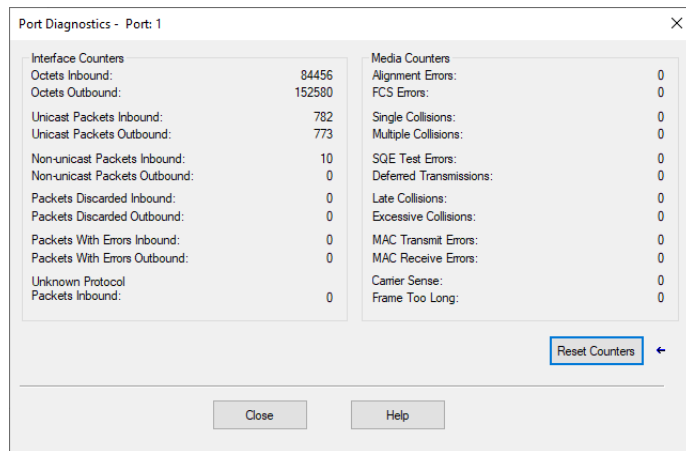 Port Diagnostics - Port: 1
Interface Counters
Octets Inbound: 84456
Octets Outbound: 152580
Unicast Packets Inbound: 782
Unicast Packets Outbound: 773
Non-unicast Packets Inbound: 10
Non-unicast Packets Outbound: 0
Packets Discarded Inbound: 0
Packets Discarded Outbound: 0
Packets With Errors Inbound: 0
Packets With Errors Outbound: 0
Unknown Protocol
Packets Inbound: 0
Media Counters
Alignment Errors: 0
FCS Errors: 0
Single Collisions: 0
Multiple Collisions: 0
SQE Test Errors: 0
Deferred Transmissions: 0
Late Collisions: 0
Excessive Collisions: 0
MAC Transmit Errors: 0
MAC Receive Errors: 0
Carrier Sense: 0
Frame Too Long: 0
Reset Counters
Close Help